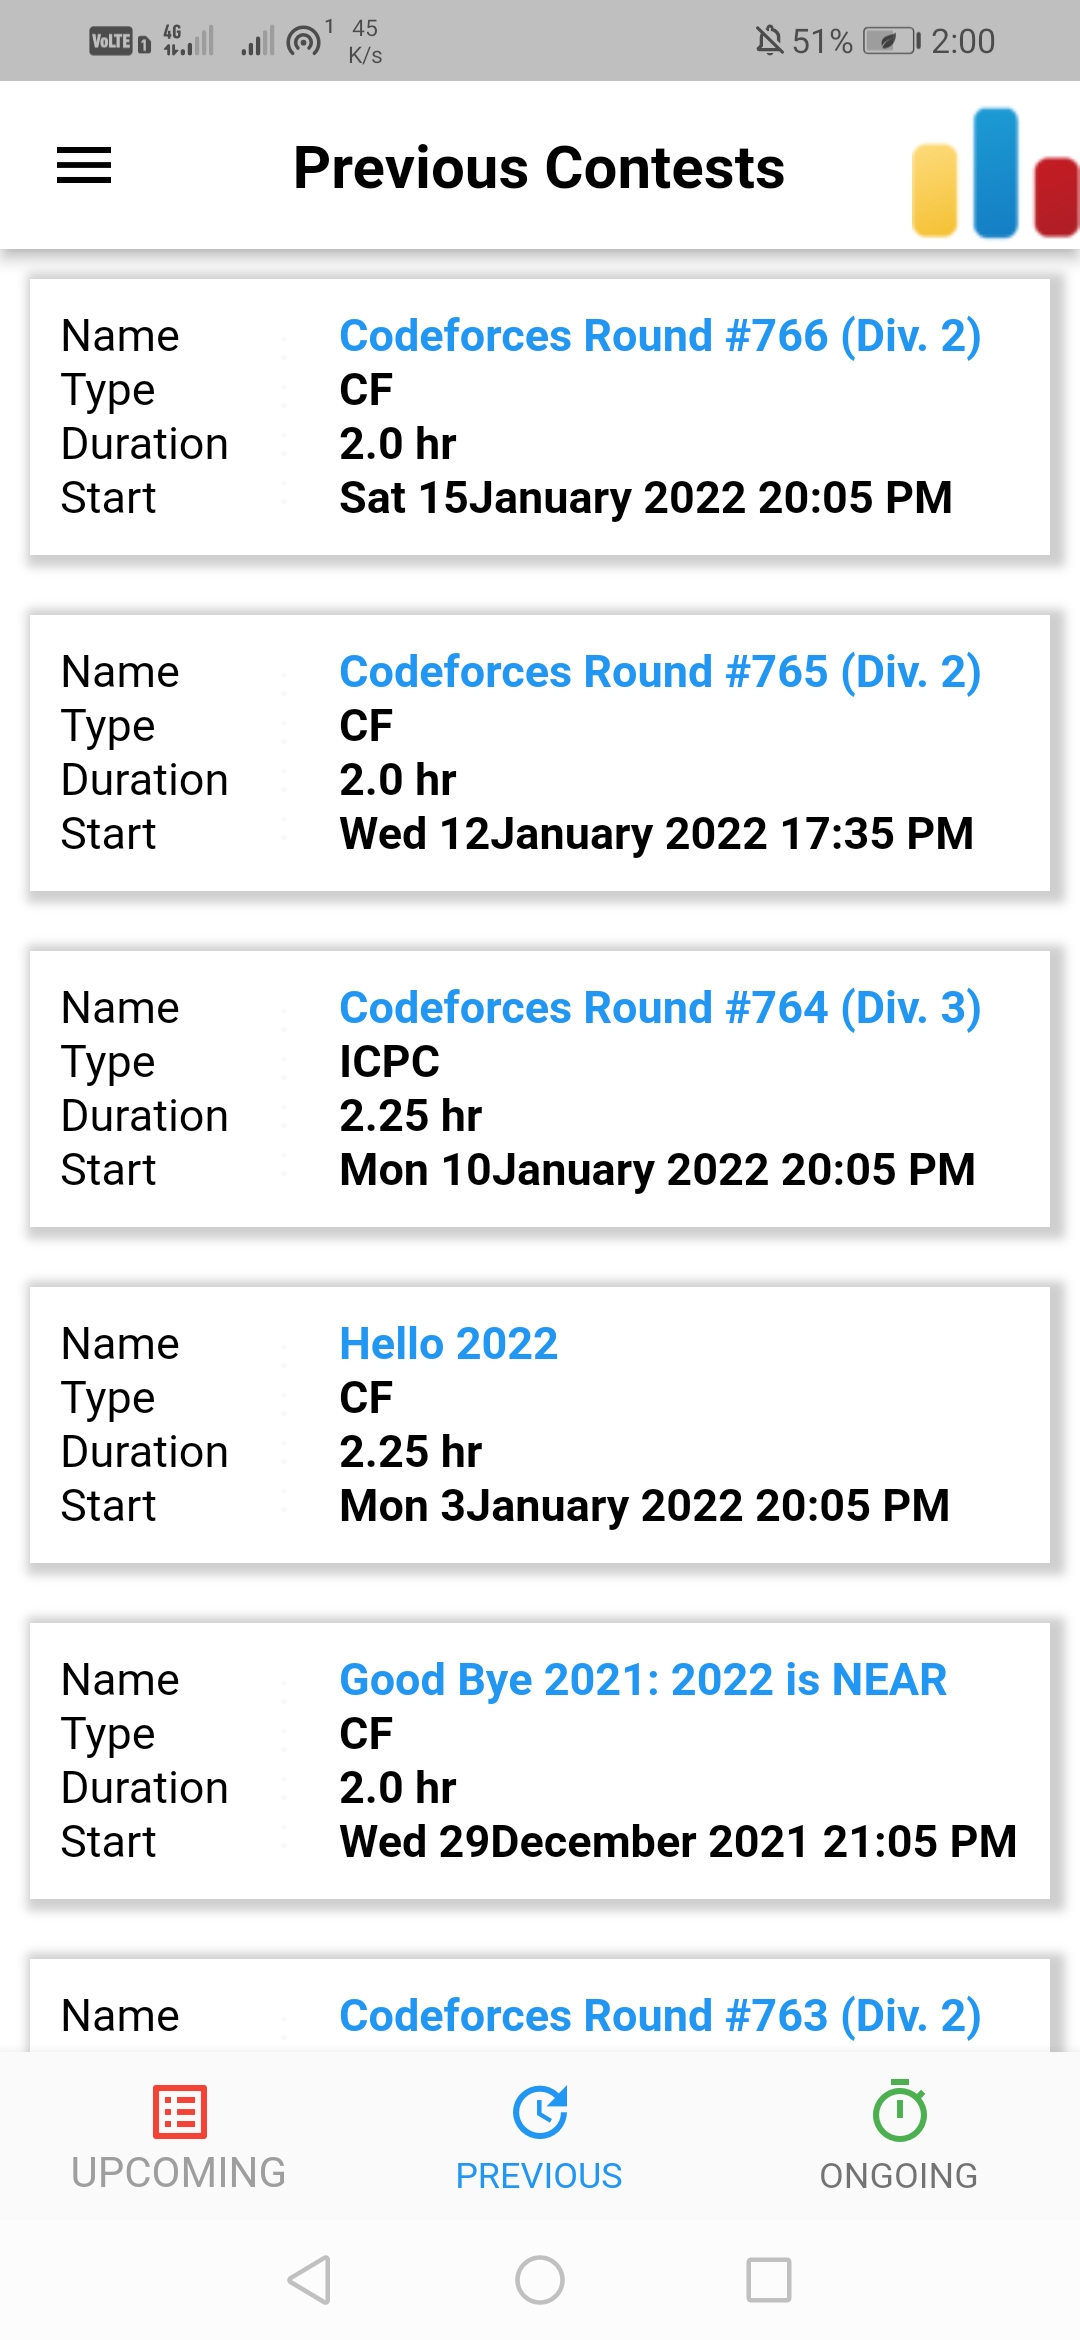 VoLTE 1 4G 1 45 K/s 51% 2:00
Previous Contests
Name Codeforces Round #766 (Div. 2)
Type CF
Duration 2.0 hr
Start Sat 15January 2022 20:05 PM
Name Codeforces Round #765 (Div. 2)
Type CF
Duration 2.0 hr
Start Wed 12January 2022 17:35 PM
Name Codeforces Round #764 (Div. 3)
Type ICPC
Duration 2.25 hr
Start Mon 10January 2022 20:05 PM
Name Hello 2022
Type CF
Duration 2.25 hr
Start Mon 3January 2022 20:05 PM
Name Good Bye 2021: 2022 is NEAR
Type CF
Duration 2.0 hr
Start Wed 29December 2021 21:05 PM
Name Codeforces Round #763 (Div. 2)
UPCOMING PREVIOUS ONGOING